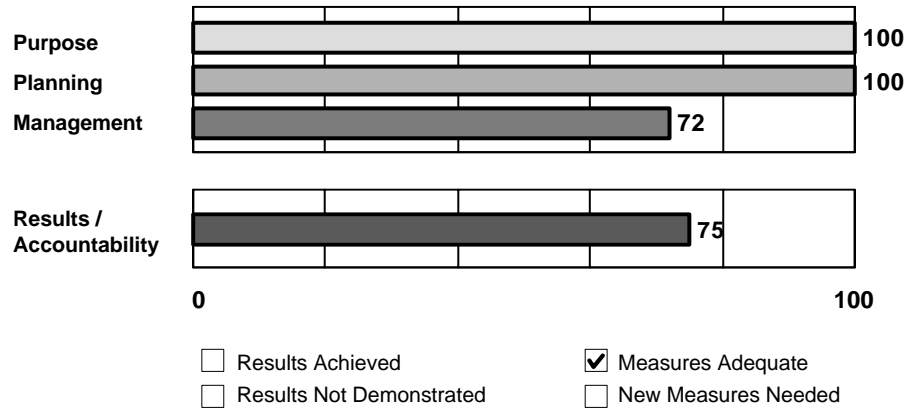 Purpose 100
Planning 100
Management 72
Results /
Accountability 75
0 100
Results Achieved Measures Adequate
Results Not Demonstrated New Measures Needed